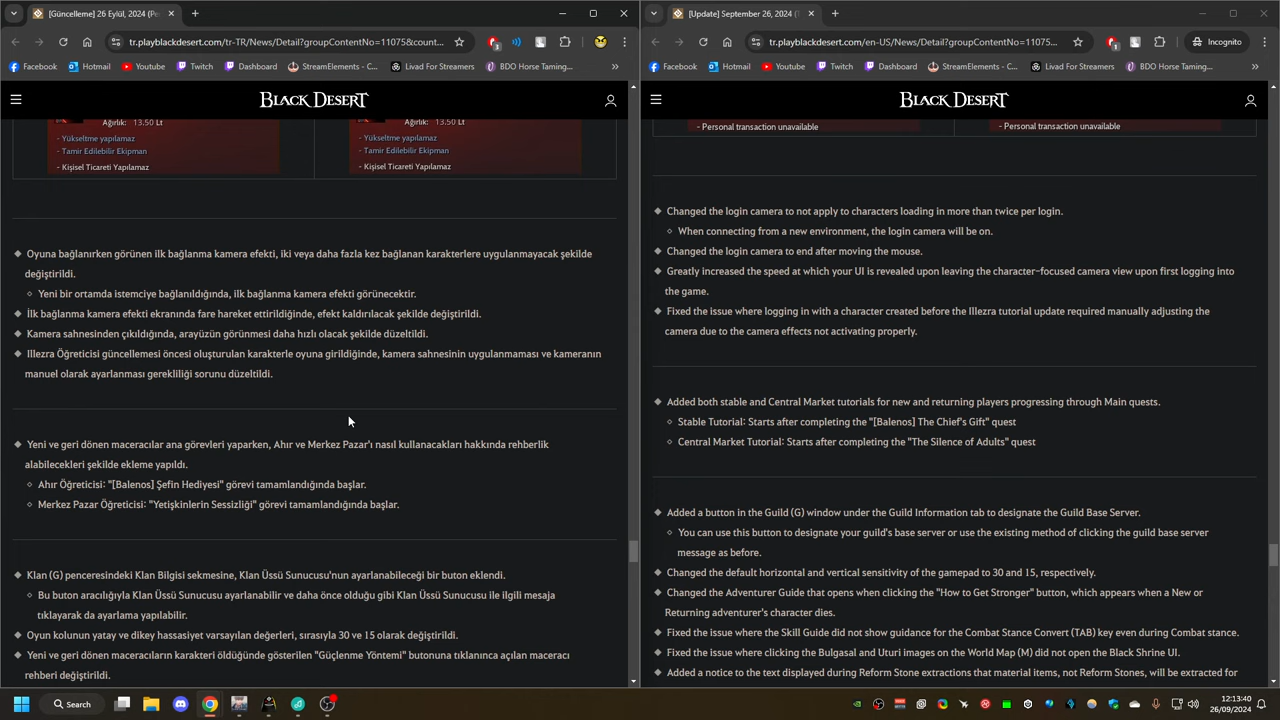 [Güncelleme] 26 Eylül, 2024 (Pe
tr.playblackdesert.com/tr-TR/News/Detail?groupContentNo=11075&count...
Facebook
Hotmail
Youtube
Twitch
Dashboard
StreamElements - C...
Livad For Streamers
BDO Horse Taming...
BLACK DESERT
Ağırlık: 13.50 Lt
Ağırlık: 13.50 Lt
- Yükseltme yapılamaz
- Yükseltme yapılamaz
- Tamir Edilebilir Ekipman
- Tamir Edilebilir Ekipman
- Kişisel Ticareti Yapılamaz
- Kişisel Ticareti Yapılamaz
Oyuna bağlanırken görünen ilk bağlanma kamera efekti, iki veya daha fazla kez bağlanan karakterlere uygulanmayacak şekilde
değiştirildi.
Yeni bir ortamda istemciye bağlanıldığında, ilk bağlanma kamera efekti görünecektir.
İlk bağlanma kamera efekti ekranında fare hareket ettirildiğinde, efekt kaldırılacak şekilde değiştirildi.
Kamera sahnesinden çıkıldığında, arayüzün görünmesi daha hızlı olacak şekilde düzeltildi.
Illezra Öğreticisi güncellemesi öncesi oluşturulan karakterle oyuna girildiğinde, kamera sahnesinin uygulanmaması ve kameranın
manuel olarak ayarlanması gerekliliği sorunu düzeltildi.
Yeni ve geri dönen maceracılar ana görevleri yaparken, Ahır ve Merkez Pazar'ı nasıl kullanacakları hakkında rehberlik
alabilecekleri şekilde ekleme yapıldı.
Ahır Öğreticisi: "[Balenos] Şefin Hediyesi" görevi tamamlandığında başlar.
Merkez Pazar Öğreticisi: "Yetişkinlerin Sessizliği" görevi tamamlandığında başlar.
Klan (G) penceresindeki Klan Bilgisi sekmesine, Klan Üssü Sunucusu'nun ayarlanabileceği bir buton eklendi.
Bu buton aracılığıyla Klan Üssü Sunucusu ayarlanabilir ve daha önce olduğu gibi Klan Üssü Sunucusu ile ilgili mesaja
tıklayarak da ayarlama yapılabilir.
Oyun kolunun yatay ve dikey hassasiyet varsayılan değerleri, sırasıyla 30 ve 15 olarak değiştirildi.
Yeni ve geri dönen maceracıların karakteri öldüğünde gösterilen "Güçlenme Yöntemi" butonuna tıklanınca açılan maceracı
rehberi değiştirildi.
[Update] September 26, 2024 (T
tr.playblackdesert.com/en-US/News/Detail?groupContentNo=11075...
Incognito
Facebook
Hotmail
Youtube
Twitch
Dashboard
StreamElements - C...
Livad For Streamers
BDO Horse Taming...
BLACK DESERT
- Personal transaction unavailable
- Personal transaction unavailable
Changed the login camera to not apply to characters loading in more than twice per login.
When connecting from a new environment, the login camera will be on.
Changed the login camera to end after moving the mouse.
Greatly increased the speed at which your UI is revealed upon leaving the character-focused camera view upon first logging into
the game.
Fixed the issue where logging in with a character created before the Illezra tutorial update required manually adjusting the
camera due to the camera effects not activating properly.
Added both stable and Central Market tutorials for new and returning players progressing through Main quests.
Stable Tutorial: Starts after completing the "[Balenos] The Chief's Gift" quest
Central Market Tutorial: Starts after completing the "The Silence of Adults" quest
Added a button in the Guild (G) window under the Guild Information tab to designate the Guild Base Server.
You can use this button to designate your guild's base server or use the existing method of clicking the guild base server
message as before.
Changed the default horizontal and vertical sensitivity of the gamepad to 30 and 15, respectively.
Changed the Adventurer Guide that opens when clicking the "How to Get Stronger" button, which appears when a New or
Returning adventurer's character dies.
Fixed the issue where the Skill Guide did not show guidance for the Combat Stance Convert (TAB) key even during Combat stance.
Fixed the issue where clicking the Bulgasal and Uturi images on the World Map (M) did not open the Black Shrine UI.
Added a notice to the text displayed during Reform Stone extractions that material items, not Reform Stones, will be extracted for
Search
12:13:40
26/09/2024